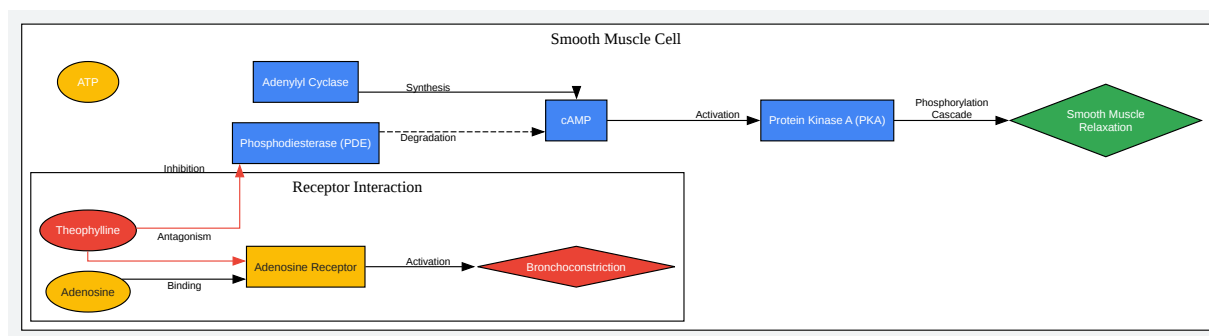 Smooth Muscle Cell
ATP
Adenylyl Cyclase
Synthesis
Phosphodiesterase (PDE)
Degradation
cAMP
Activation
Protein Kinase A (PKA)
Phosphorylation
Cascade
Smooth Muscle
Relaxation
Inhibition
Receptor Interaction
Theophylline
Antagonism
Adenosine
Binding
Adenosine Receptor
Activation
Bronchoconstriction